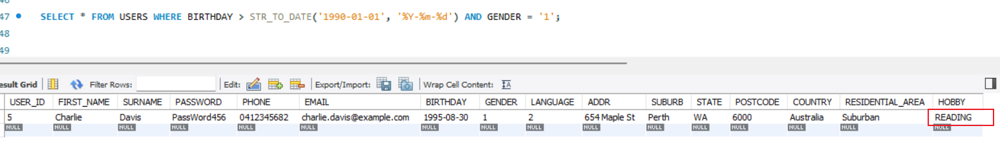 46
47 SELECT * FROM USERS WHERE BIRTHDAY > STR_TO_DATE('1990-01-01', '%Y-%m-%d') AND GENDER = '1';
48
49
esult Grid Filter Rows: Edit: Export/Import: Wrap Cell Content: IA
USER_ID FIRST_NAME SURNAME PASSWORD PHONE EMAIL BIRTHDAY GENDER LANGUAGE ADDR SUBURB STATE POSTCODE COUNTRY RESIDENTIAL_AREA HOBBY
5 Charlie Davis PassWord456 0412345682 charlie.davis@example.com 1995-08-30 1 2 654 Maple St Perth WA 6000 Australia Suburban READING
NULL NULL NULL NULL NULL NULL NULL NULL NULL NULL NULL NULL NULL NULL NULL NULL